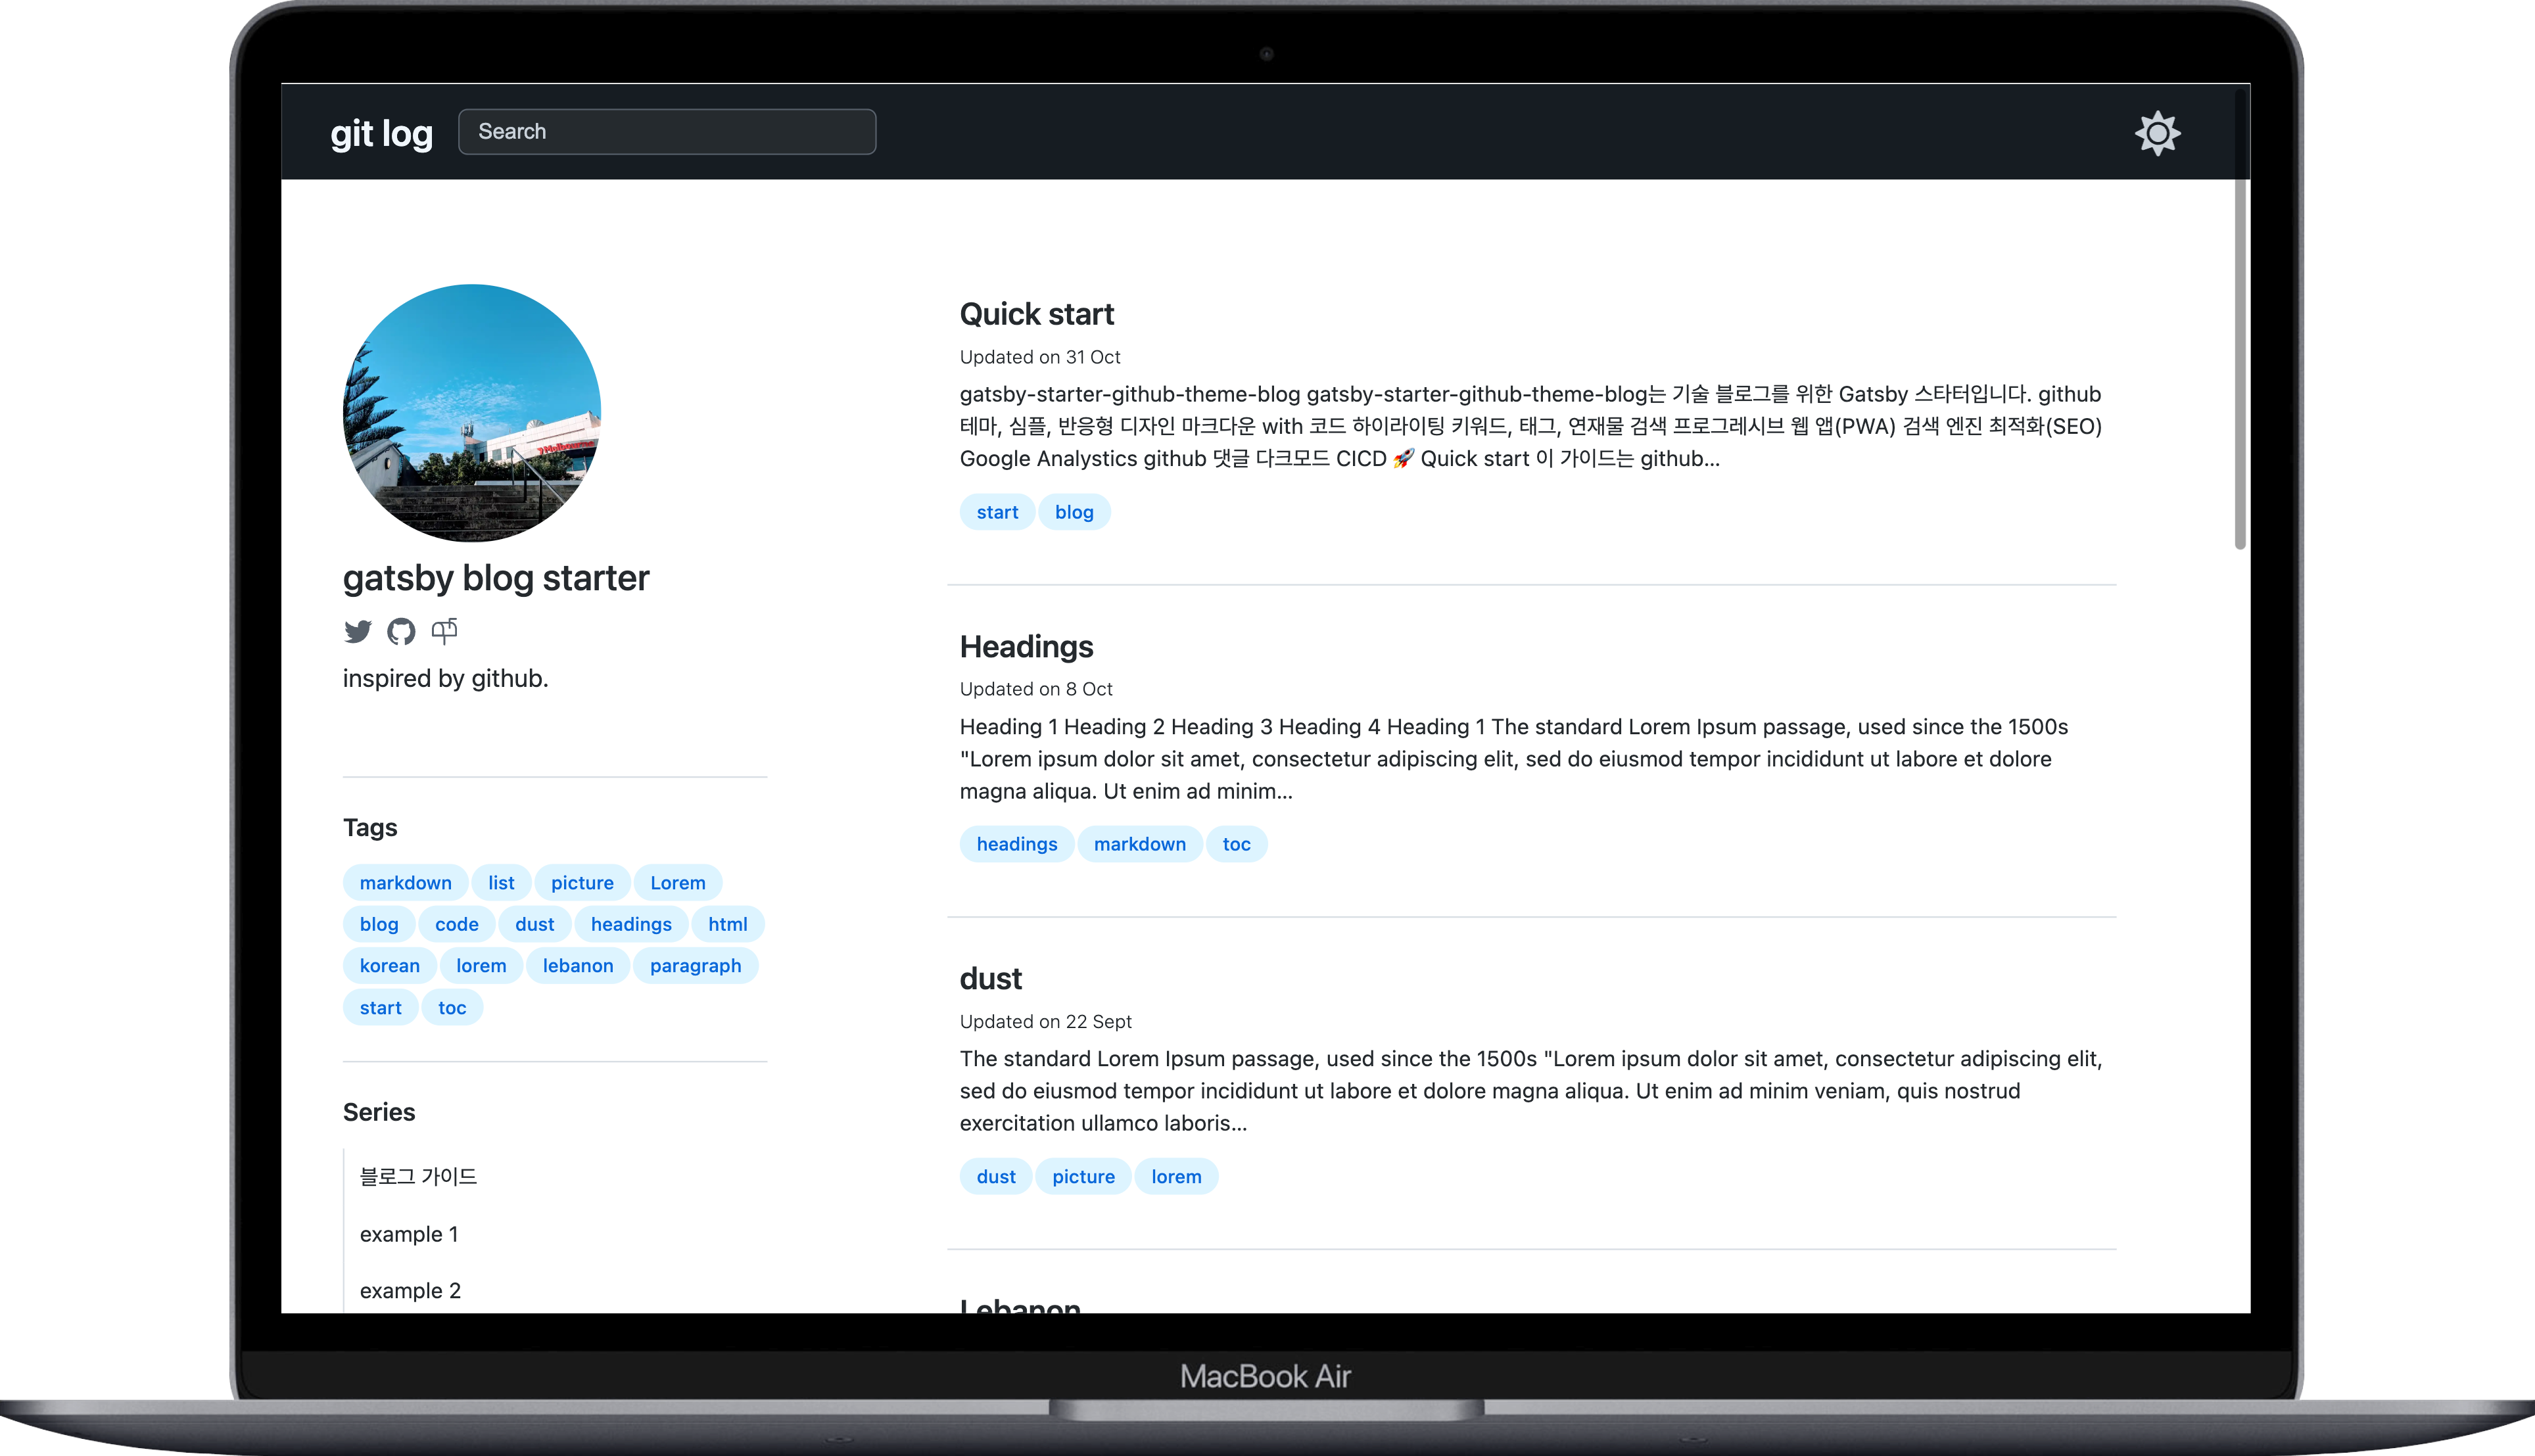 git log
Search
gatsby blog starter
inspired by github.
Tags
markdown list picture Lorem
blog code dust headings html
korean lorem lebanon paragraph
start toc
Series
블로그 가이드
example 1
example 2
Quick start
Updated on 31 Oct
gatsby-starter-github-theme-blog gatsby-starter-github-theme-blog는 기술 블로그를 위한 Gatsby 스타터입니다. github
테마, 심플, 반응형 디자인 마크다운 with 코드 하이라이팅 키워드, 태그, 연재물 검색 프로그레시브 웹 앱(PWA) 검색 엔진 최적화(SEO)
Google Analystics github 댓글 다크모드 CICD 🚀 Quick start 이 가이드는 github...
start blog
Headings
Updated on 8 Oct
Heading 1 Heading 2 Heading 3 Heading 4 Heading 1 The standard Lorem Ipsum passage, used since the 1500s
"Lorem ipsum dolor sit amet, consectetur adipiscing elit, sed do eiusmod tempor incididunt ut labore et dolore
magna aliqua. Ut enim ad minim...
headings markdown toc
dust
Updated on 22 Sept
The standard Lorem Ipsum passage, used since the 1500s "Lorem ipsum dolor sit amet, consectetur adipiscing elit,
sed do eiusmod tempor incididunt ut labore et dolore magna aliqua. Ut enim ad minim veniam, quis nostrud
exercitation ullamco laboris...
dust picture lorem
Lebanon
MacBook Air